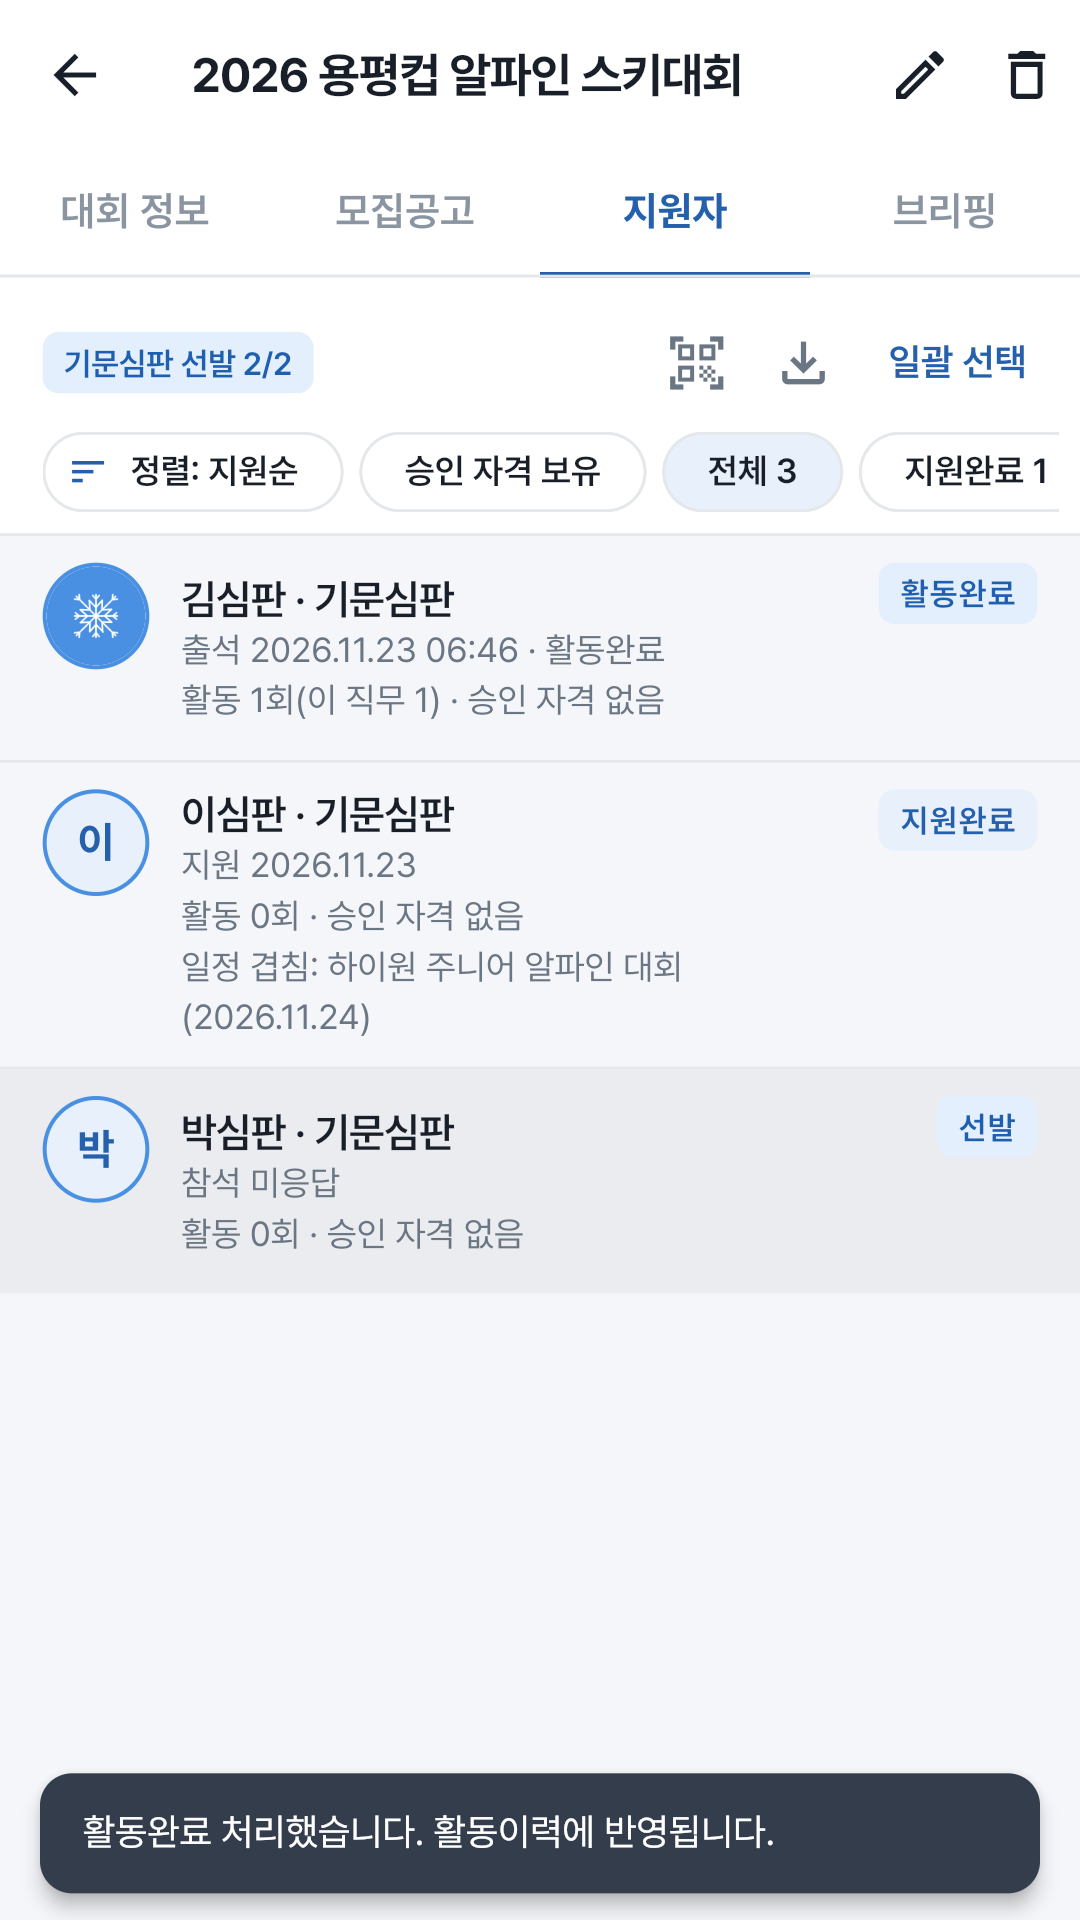 2026 용평컵 알파인 스키대회
대회 정보
모집공고
지원자
브리핑
기문심판 선발 2/2
일괄 선택
정렬: 지원순
승인 자격 보유
전체 3
지원완료 1
김심판 · 기문심판
활동완료
출석 2026.11.23 06:46 · 활동완료
활동 1회(이 직무 1) · 승인 자격 없음
이
이심판 · 기문심판
지원완료
지원 2026.11.23
활동 0회 · 승인 자격 없음
일정 겹침: 하이원 주니어 알파인 대회
(2026.11.24)
박
박심판 · 기문심판
선발
참석 미응답
활동 0회 · 승인 자격 없음
활동완료 처리했습니다. 활동이력에 반영됩니다.